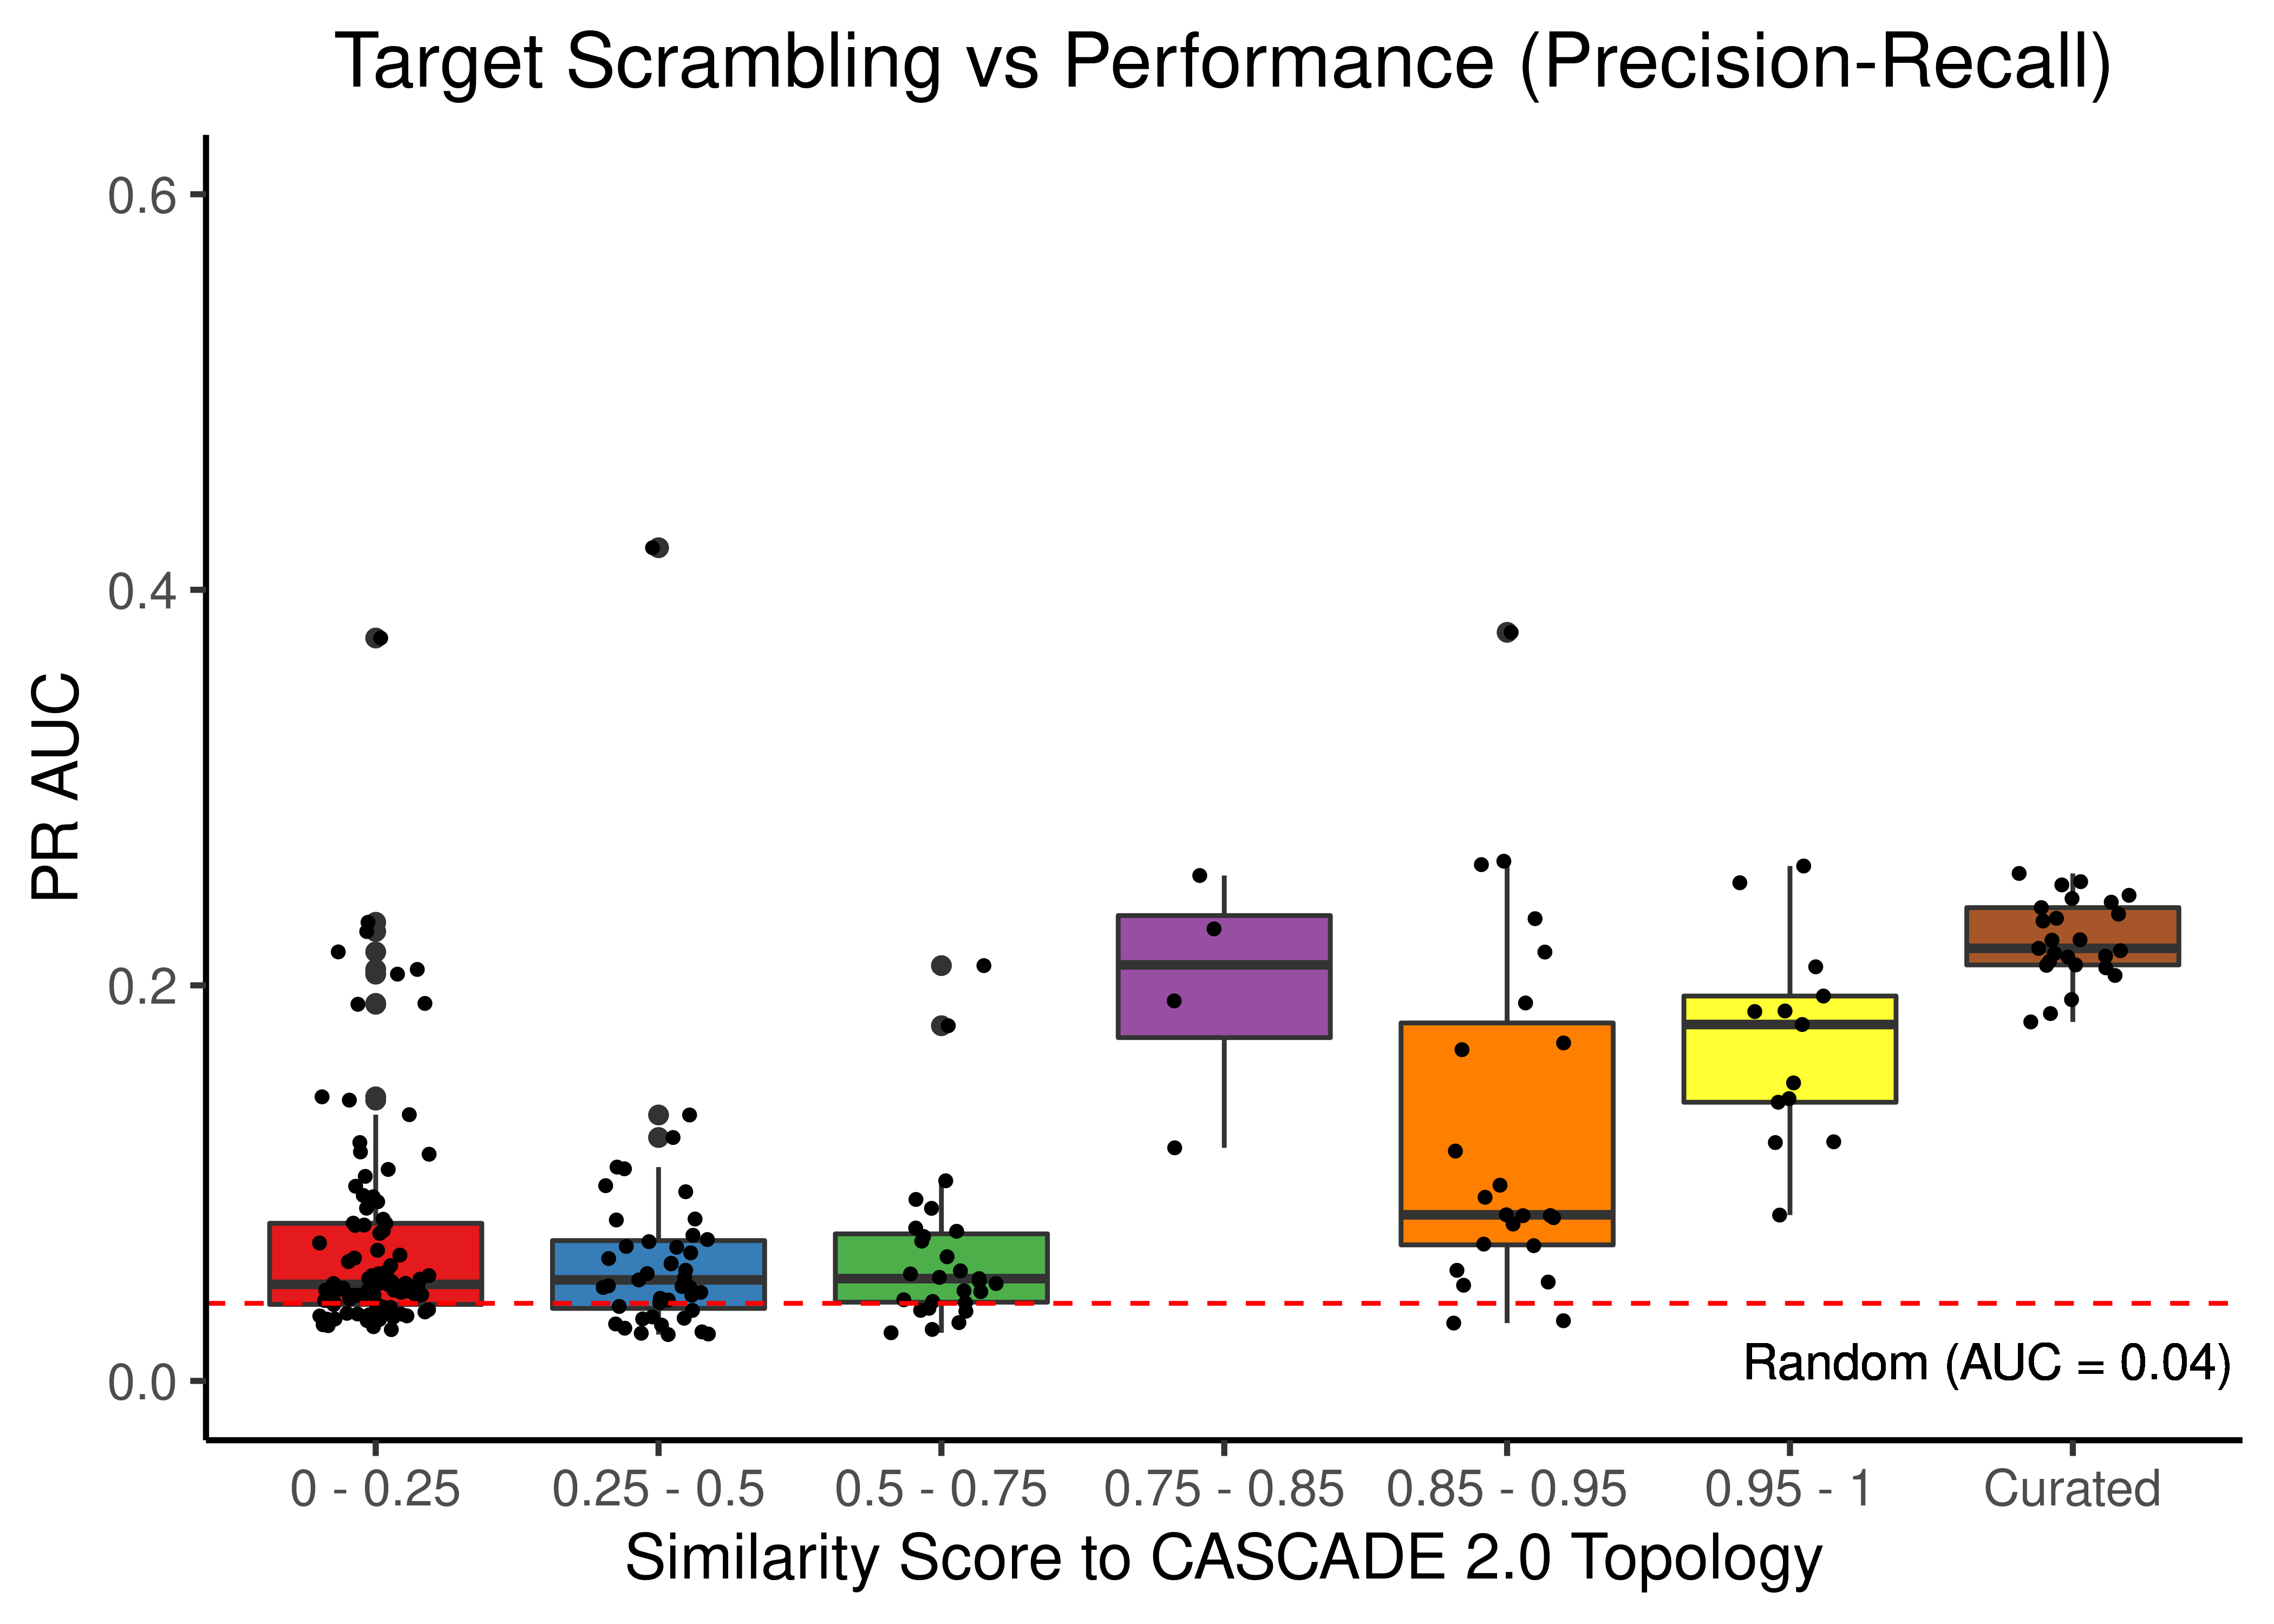 Target Scrambling vs Performance (Precision-Recall)
PR AUC
0.6
0.4
0.2
0.0
Random (AUC = 0.04)
0 - 0.25
0.25 - 0.5
0.5 - 0.75
0.75 - 0.85
0.85 - 0.95
0.95 - 1
Curated
Similarity Score to CASCADE 2.0 Topology